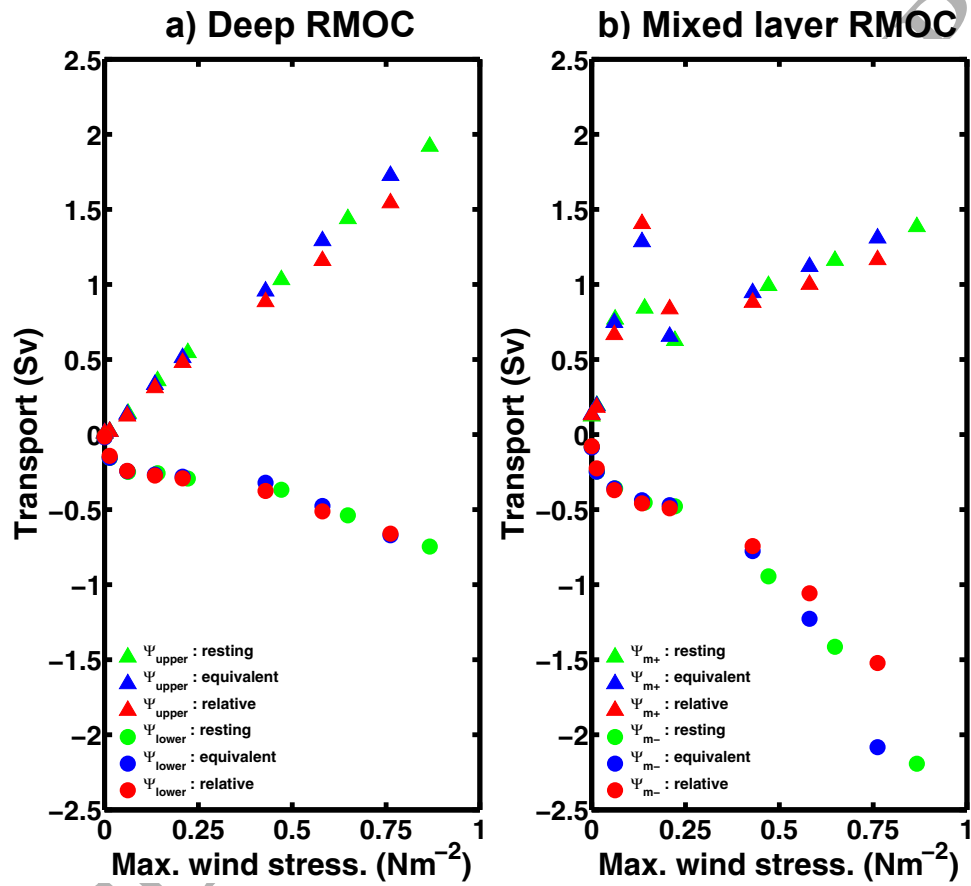 a) Deep RMOC
b) Mixed layer RMOC
2.5
2
1.5
1
0.5
0
−0.5
−1
−1.5
−2
−2.5
Transport (Sv)
Ψupper : resting
Ψupper : equivalent
Ψupper : relative
Ψlower : resting
Ψlower : equivalent
Ψlower : relative
0 0.25 0.5 0.75 1
Max. wind stress. (Nm−2)
2.5
2
1.5
1
0.5
0
−0.5
−1
−1.5
−2
−2.5
Transport (Sv)
Ψm+ : resting
Ψm+ : equivalent
Ψm+ : relative
Ψm− : resting
Ψm− : equivalent
Ψm− : relative
0 0.25 0.5 0.75 1
Max. wind stress. (Nm−2)